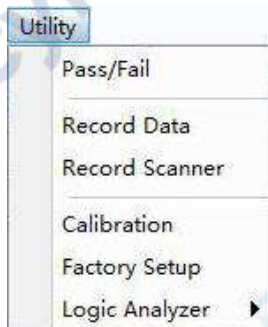 Utility
Pass/Fail
Record Data
Record Scanner
Calibration
Factory Setup
Logic Analyzer